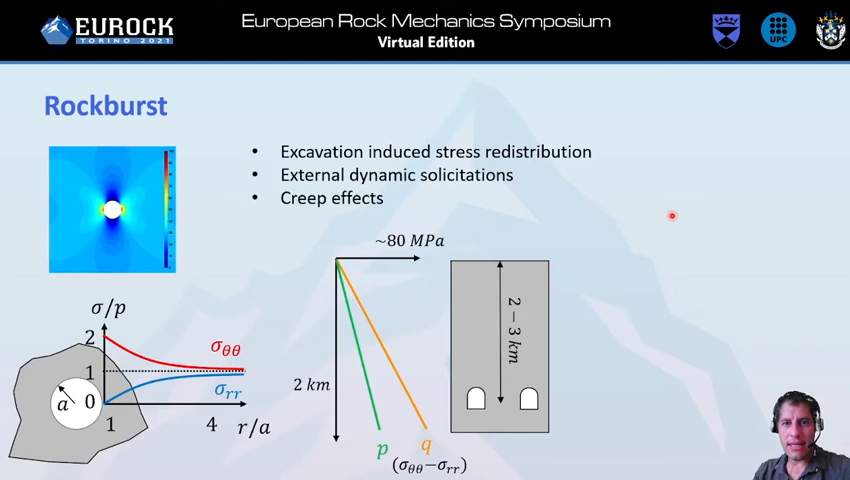 EUROCK
TORINO 2021
European Rock Mechanics Symposium
Virtual Edition
UPC
Rockburst
• Excavation induced stress redistribution
• External dynamic solicitations
• Creep effects
~80 MPa
2 km
p
q
(σθθ−σrr)
2 − 3 km
σ/p
2
1
0
σθθ
σrr
a
1
4
r/a